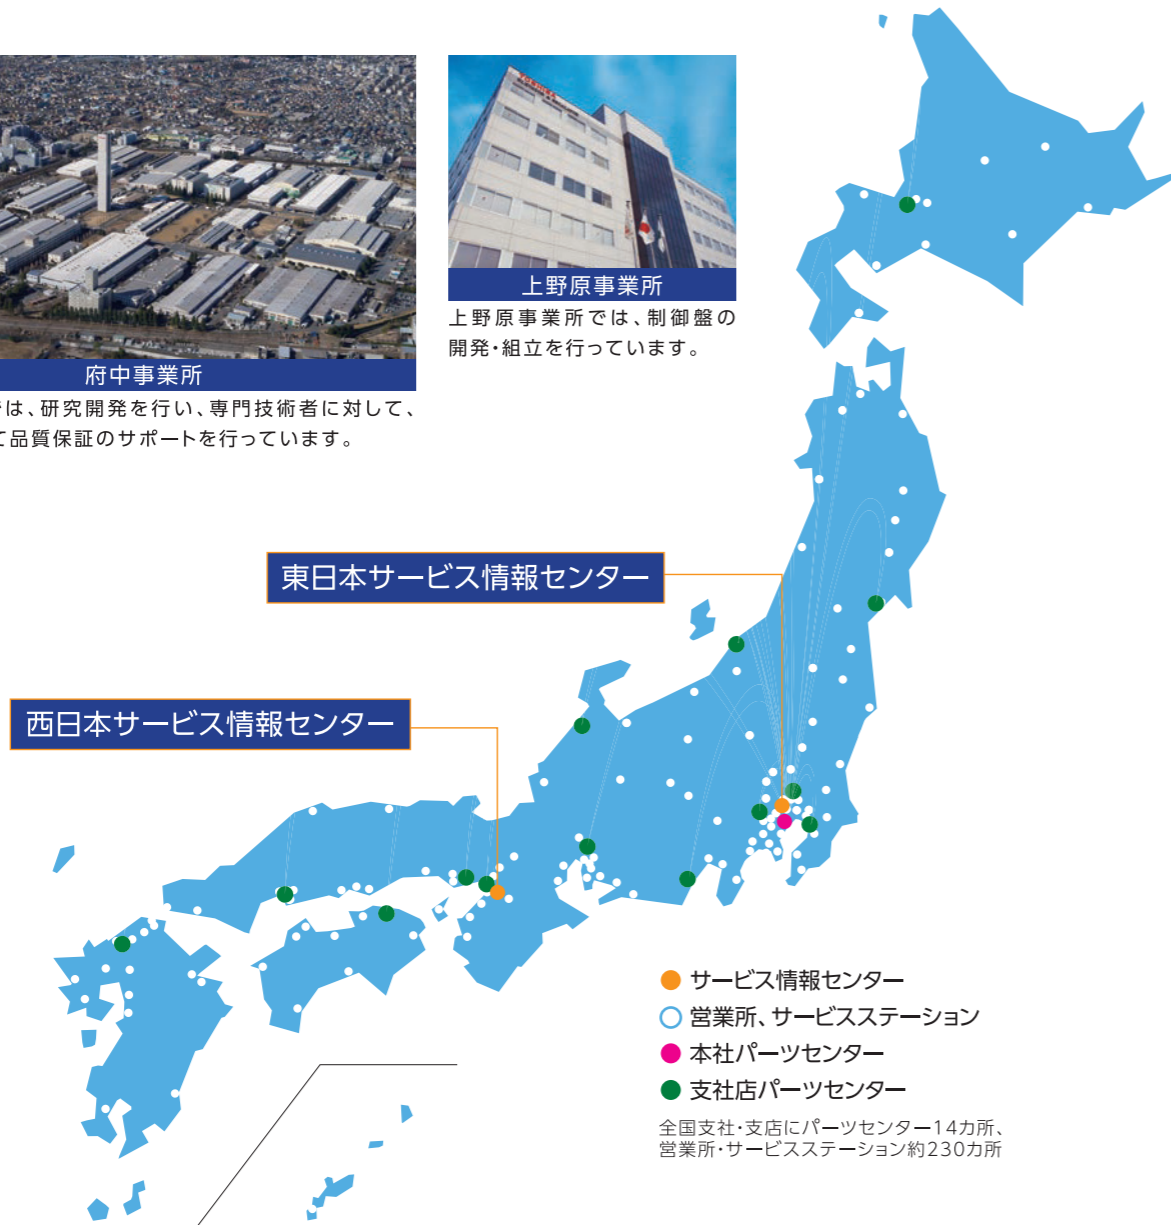 TOSHIBA
府中事業所
は、研究開発を行い、専門技術者に対して、
て品質保証のサポートを行っています。
上野原事業所
上野原事業所では、制御盤の
開発・組立を行っています。
東日本サービス情報センター
西日本サービス情報センター
サービス情報センター
営業所、サービスステーション
本社パーツセンター
支社店パーツセンター
全国支社・支店にパーツセンター14カ所、
営業所・サービスステーション約230カ所